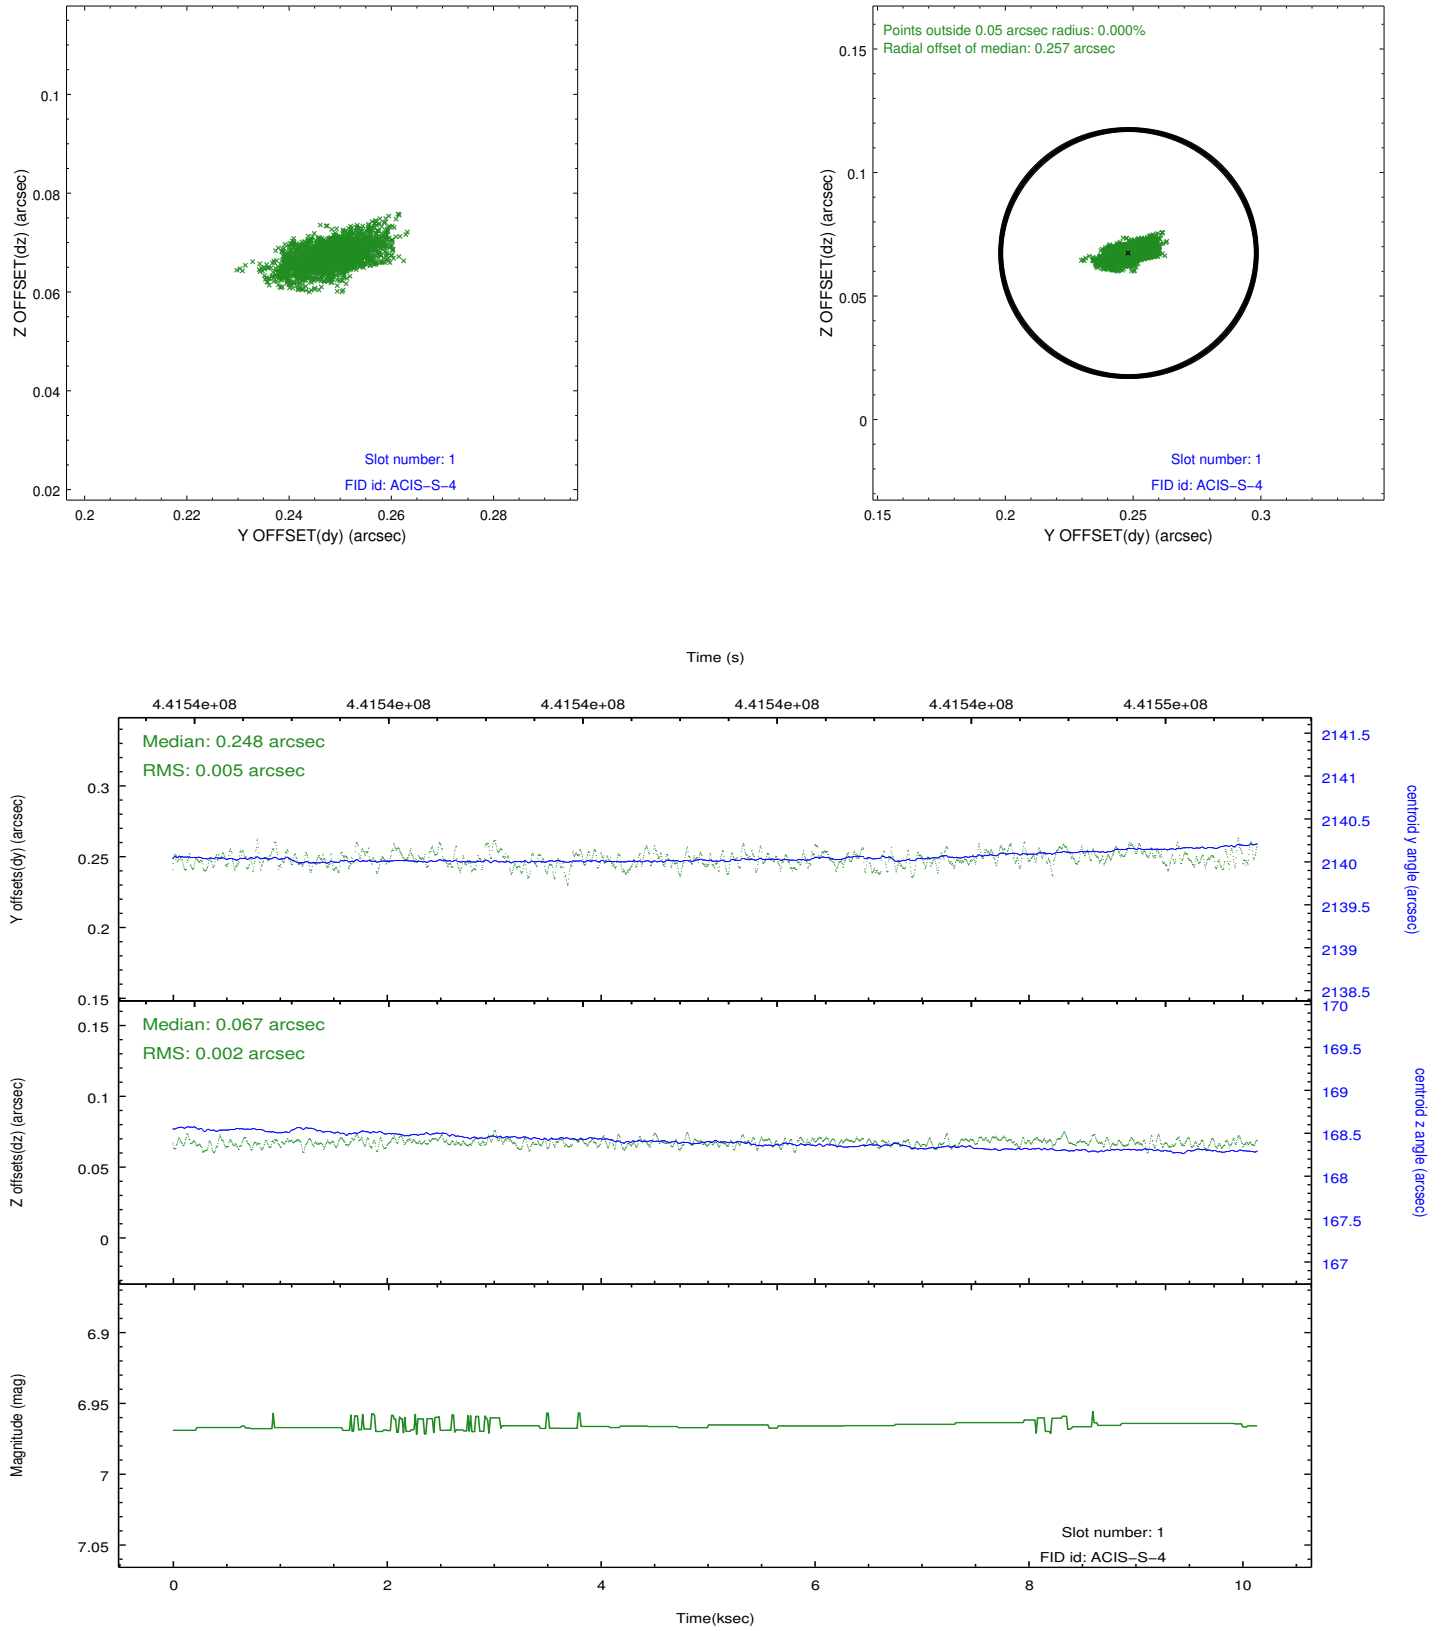 0.1
0.08
0.06
0.04
0.02
Z OFFSET(dz) (arcsec)
Slot number: 1
FID id: ACIS−S−4
0.2
0.22
0.24
0.26
0.28
Y OFFSET(dy) (arcsec)
Points outside 0.05 arcsec radius: 0.000%
Radial offset of median: 0.257 arcsec
0.15
0.1
0.05
0
Z OFFSET(dz) (arcsec)
Slot number: 1
FID id: ACIS−S−4
0.15
0.2
0.25
0.3
Y OFFSET(dy) (arcsec)
Time (s)
4.4154e+08
4.4154e+08
4.4154e+08
4.4154e+08
4.4154e+08
4.4155e+08
Median: 0.248 arcsec
RMS: 0.005 arcsec
0.3
0.25
0.2
0.15
Y offsets(dy) (arcsec)
2141.5
2141
2140.5
2140
2139.5
2139
2138.5
centroid y angle (arcsec)
Median: 0.067 arcsec
RMS: 0.002 arcsec
0.15
0.1
0.05
0
Z offsets(dz) (arcsec)
170
169.5
169
168.5
168
167.5
167
centroid z angle (arcsec)
6.9
6.95
7
7.05
Magnitude (mag)
Slot number: 1
FID id: ACIS−S−4
0
2
4
6
8
10
Time(ksec)